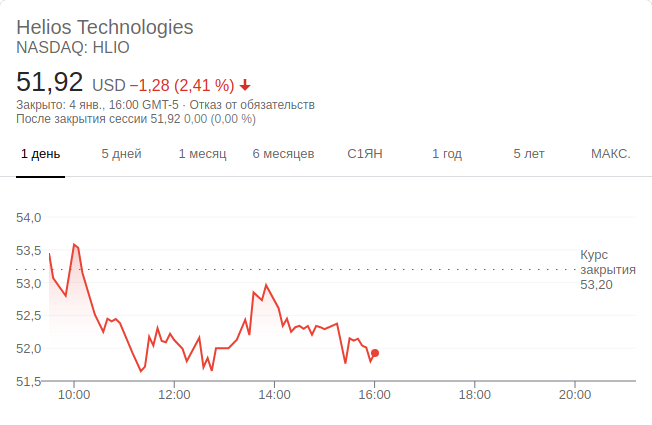 Helios Technologies
NASDAQ: HLIO
51,92 USD −1,28 (2,41 %)
Закрыто: 4 янв., 16:00 GMT-5 · Отказ от обязательств
После закрытия сессии 51,92 0,00 (0,00 %)
1 день 5 дней 1 месяц 6 месяцев С1ЯН 1 год 5 лет МАКС.
54,0
53,5
53,0
52,5
52,0
51,5
Курс
закрытия
53,20
10:00 12:00 14:00 16:00 18:00 20:00